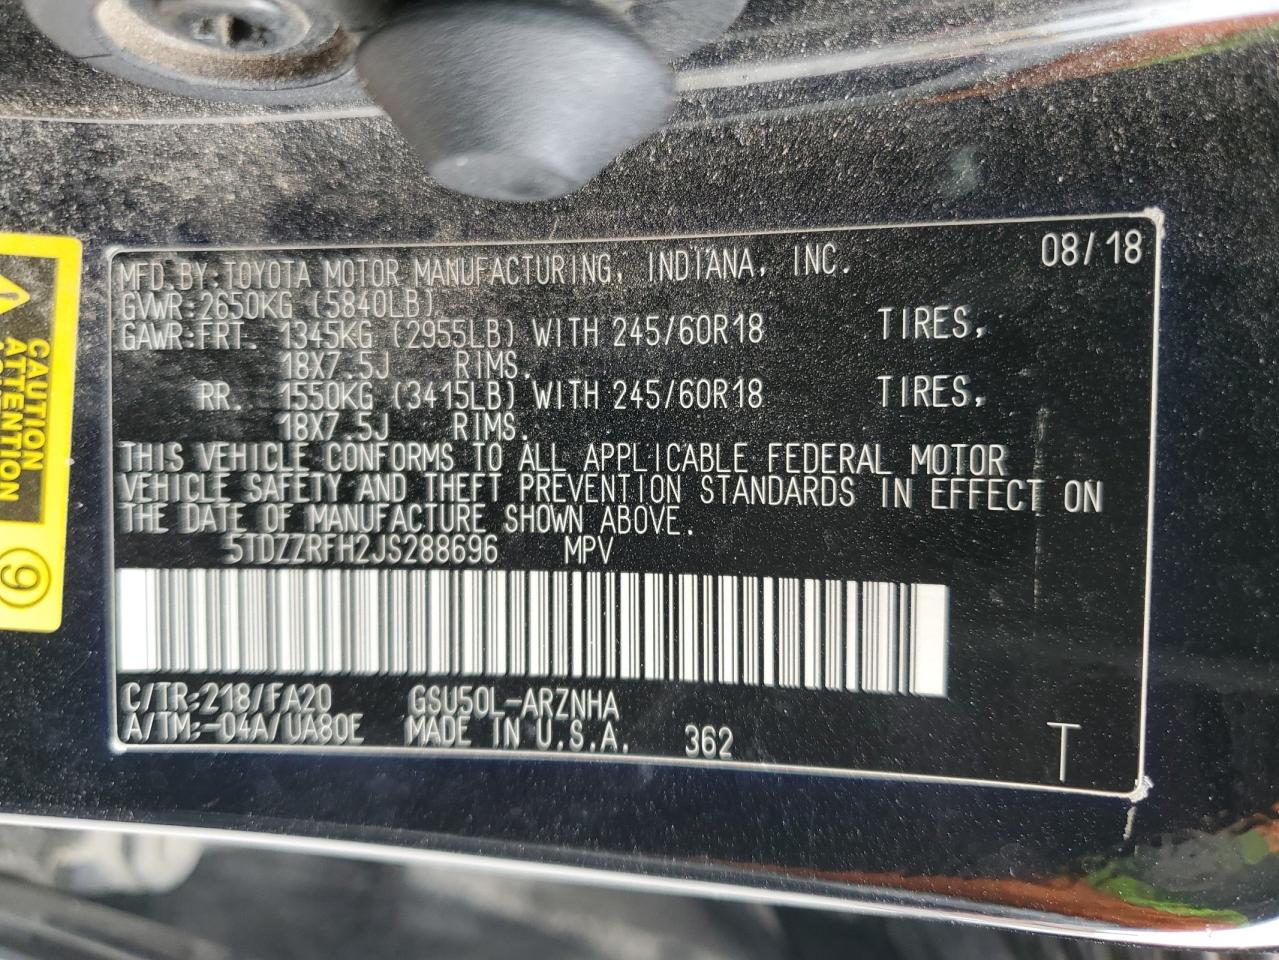 MFD.BY:TOYOTA MOTOR MANUFACTURING, INDIANA, INC. 08/18
GVWR:2650KG (5840LB)
GAWR:FRT. 1345KG (2955LB) WITH 245/60R18 TIRES,
18X7.5J RIMS.
RR. 1550KG (3415LB) WITH 245/60R18 TIRES,
18X7.5J RIMS.
THIS VEHICLE CONFORMS TO ALL APPLICABLE FEDERAL MOTOR
VEHICLE SAFETY AND THEFT PREVENTION STANDARDS IN EFFECT ON
THE DATE OF MANUFACTURE SHOWN ABOVE.
5TDZZRFH2JS288696 MPV
C/TR:218/FA20 GSU50L-ARZNHA
A/TM:-04A/UA80E MADE IN U.S.A. 362 T
CAUTION
ATTENTION
9